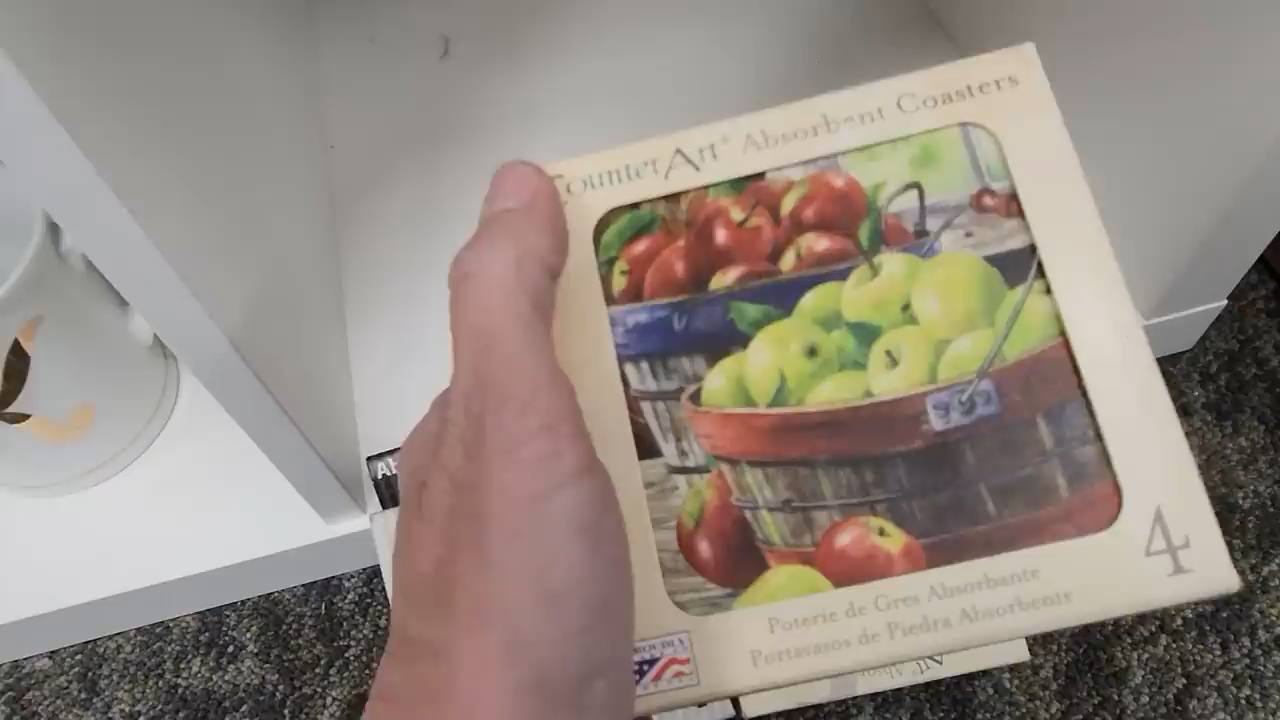 CounterArt® Absorbent Coasters
4
Poterie de Gres Absorbante
Portavasos de Piedra Absorbente